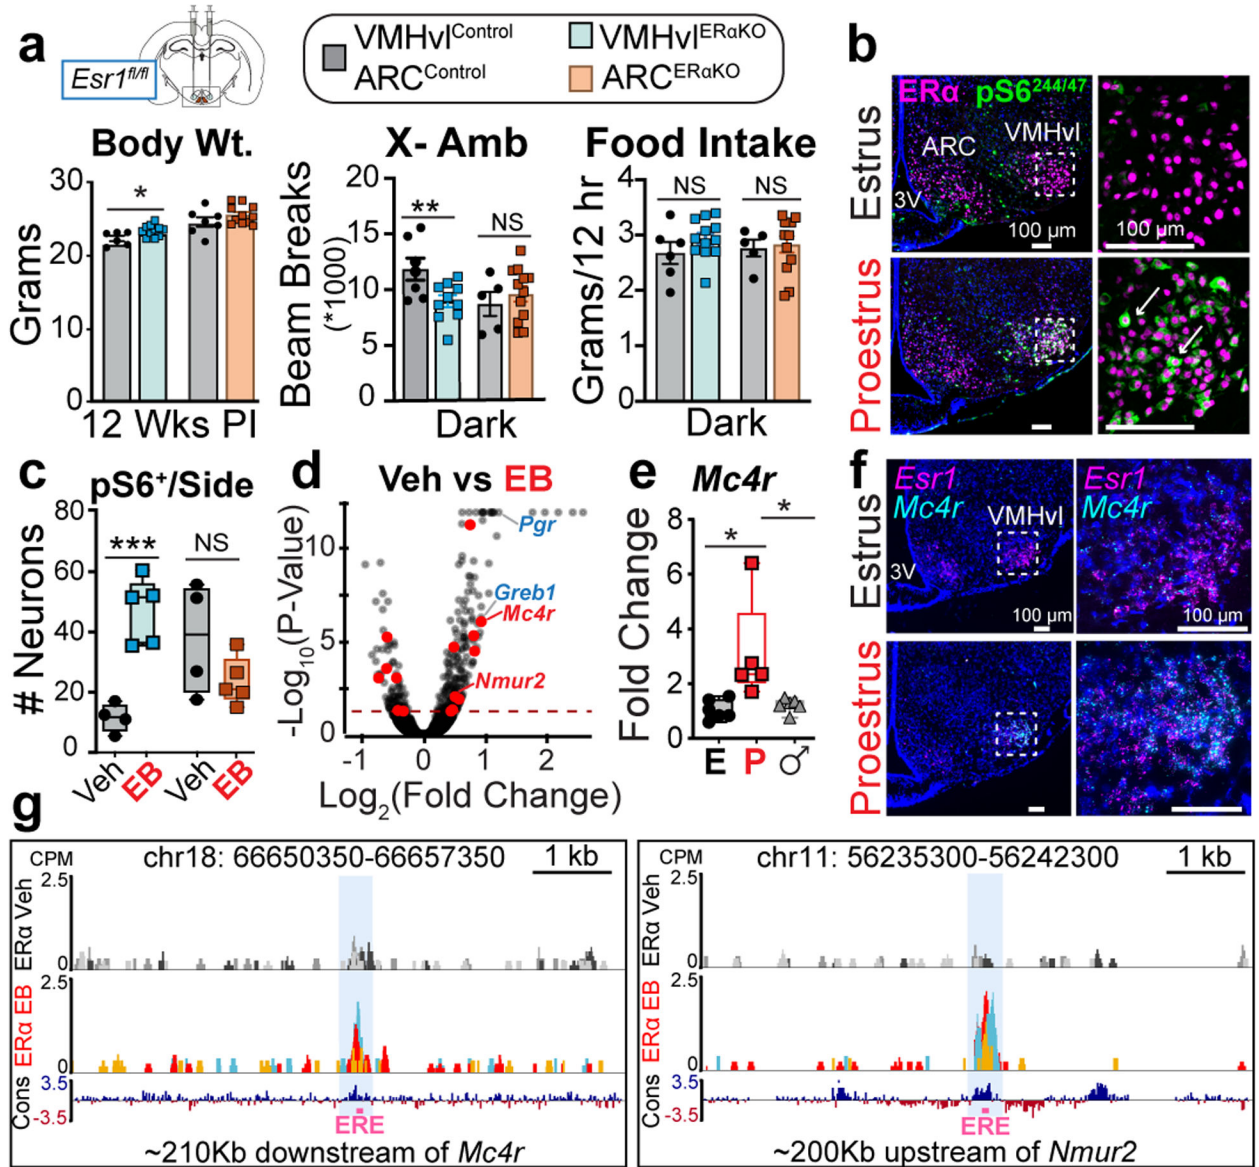 a
Esr1fl/fl
VMHvlControl
ARCControl
VMHvlERαKO
ARCERαKO
Body Wt.
Grams
30
20
10
0
*
12 Wks PI
X- Amb
Beam Breaks
(*1000)
20
15
10
5
0
**
NS
Dark
Food Intake
Grams/12 hr
4
3
2
1
0
NS
NS
Dark
b
Estrus
Proestrus
ERα pS6244/47
ARC
VMHvl
3V
100 µm
100 µm
c
pS6+/Side
# Neurons
80
60
40
20
0
***
NS
Veh
EB
Veh
EB
d
Veh vs EB
-Log10(P-Value)
10
5
0
Pgr
Greb1
Mc4r
Nmur2
-1
0
1
2
Log2(Fold Change)
e
Mc4r
Fold Change
8
6
4
2
0
*
*
E
P
♂
f
Estrus
Proestrus
Esr1
Mc4r
VMHvl
3V
100 µm
Esr1
Mc4r
100 µm
g
CPM
chr18: 66650350-66657350
1 kb
2.5
0
ERα Veh
2.5
0
ERα EB
3.5
-3.5
Cons
ERE
~210Kb downstream of Mc4r
CPM
chr11: 56235300-56242300
1 kb
2.5
0
ERα Veh
2.5
0
ERα EB
3.5
-3.5
Cons
ERE
~200Kb upstream of Nmur2